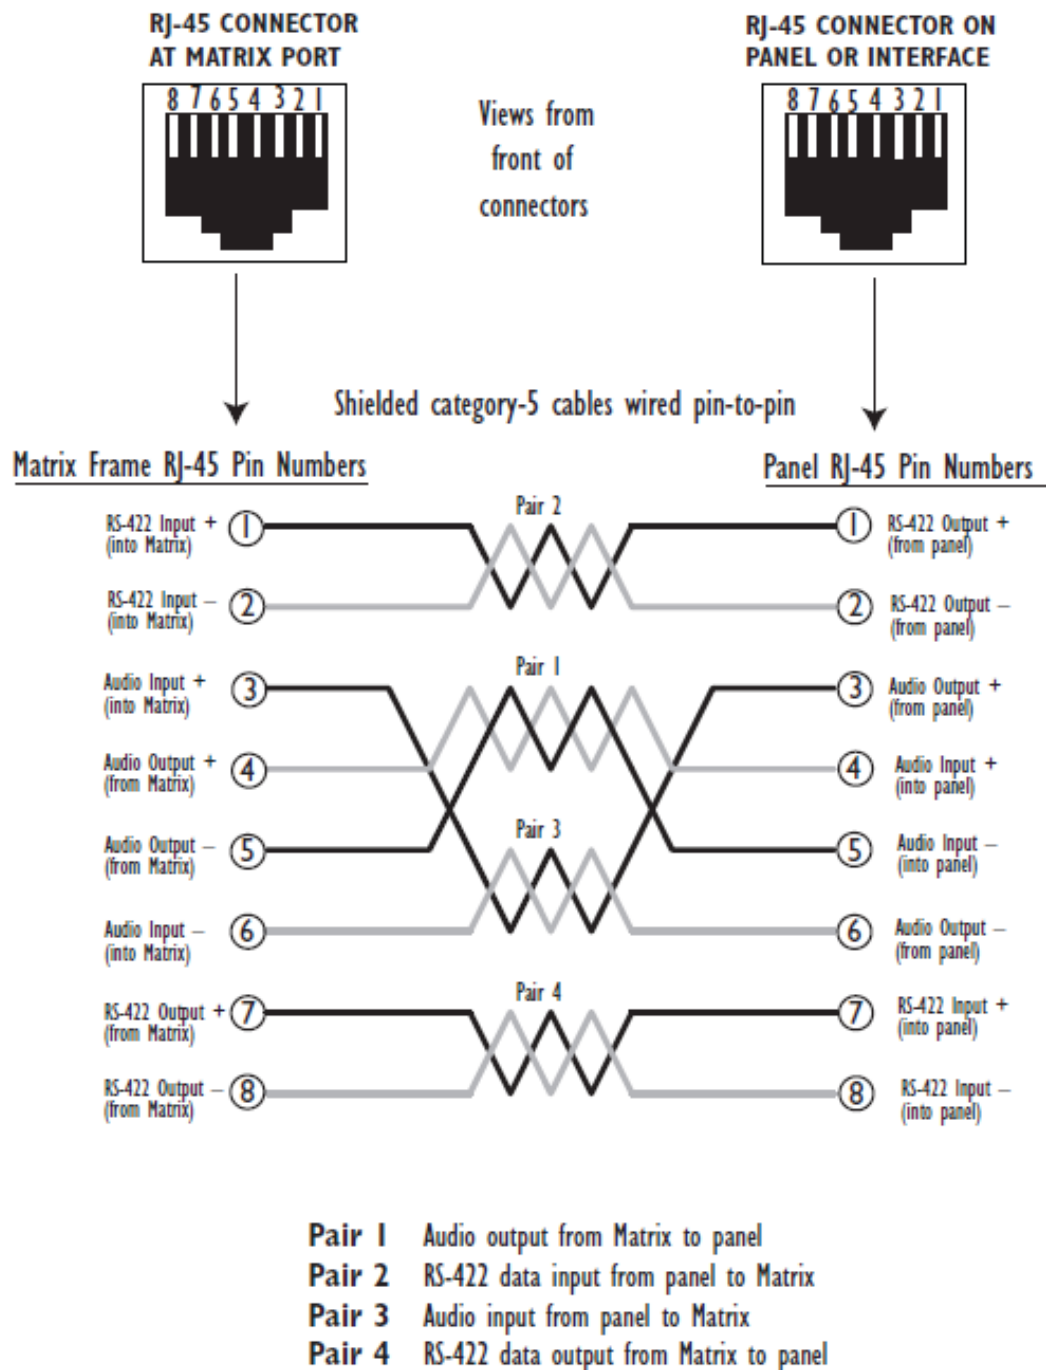 RJ-45 CONNECTOR
AT MATRIX PORT
RJ-45 CONNECTOR ON
PANEL OR INTERFACE
8 7 6 5 4 3 2 1
8 7 6 5 4 3 2 1
Views from
front of
connectors
Shielded category-5 cables wired pin-to-pin
Matrix Frame RJ-45 Pin Numbers
Panel RJ-45 Pin Numbers
Pair 2
RS-422 Input +
(into Matrix)
1
1
RS-422 Output +
(from panel)
RS-422 Input –
(into Matrix)
2
2
RS-422 Output –
(from panel)
Pair 1
Audio Input +
(into Matrix)
3
3
Audio Output +
(from panel)
Audio Output +
(from Matrix)
4
4
Audio Input +
(into panel)
Pair 3
Audio Output –
(from Matrix)
5
5
Audio Input –
(into panel)
Audio Input –
(into Matrix)
6
6
Audio Output –
(from panel)
Pair 4
RS-422 Output +
(from Matrix)
7
7
RS-422 Input +
(into panel)
RS-422 Output –
(from Matrix)
8
8
RS-422 Input –
(into panel)
Pair 1 Audio output from Matrix to panel
Pair 2 RS-422 data input from panel to Matrix
Pair 3 Audio input from panel to Matrix
Pair 4 RS-422 data output from Matrix to panel